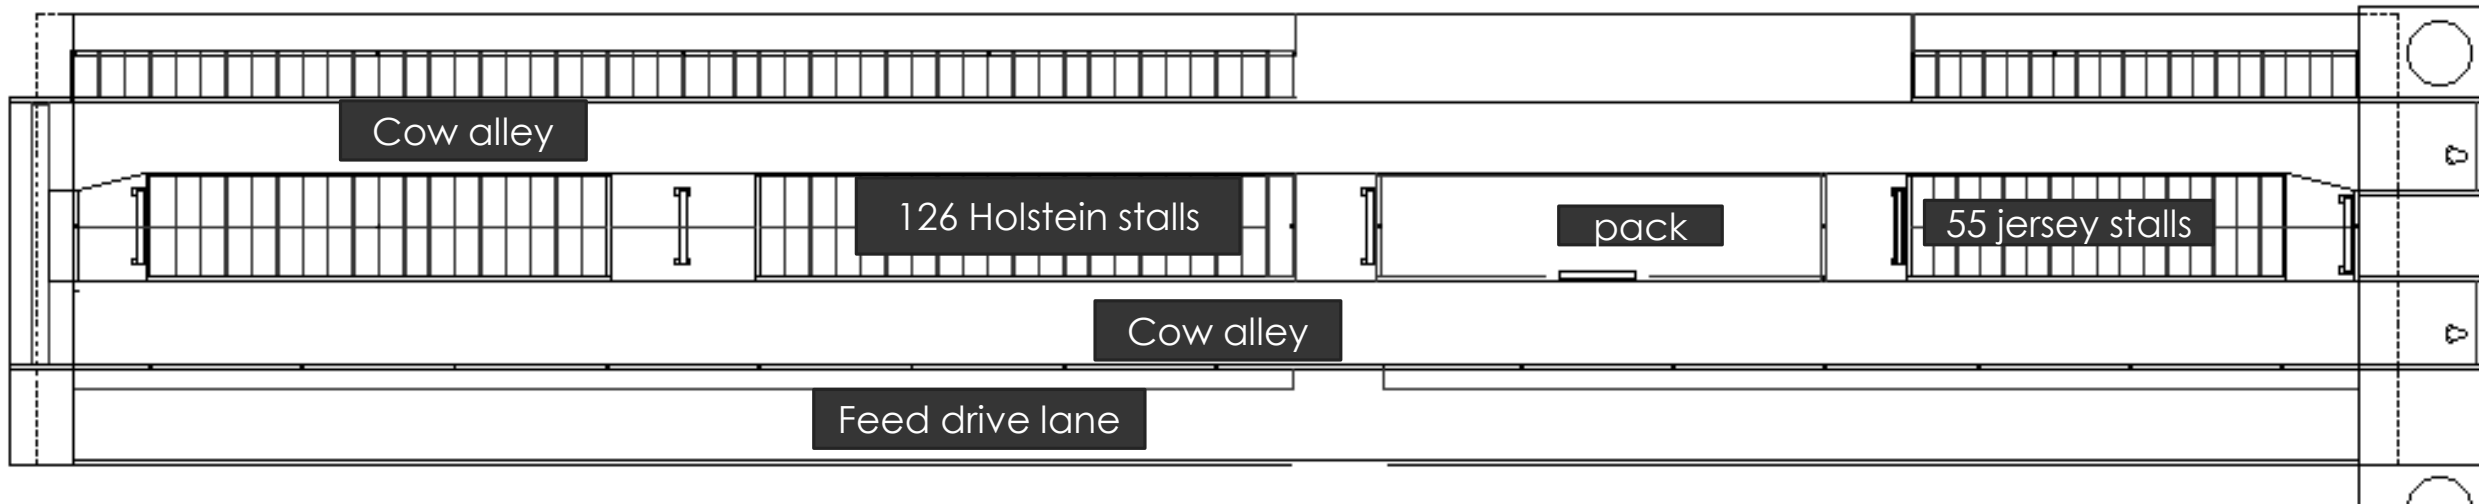 Cow alley
126 Holstein stalls
pack
55 jersey stalls
Cow alley
Feed drive lane